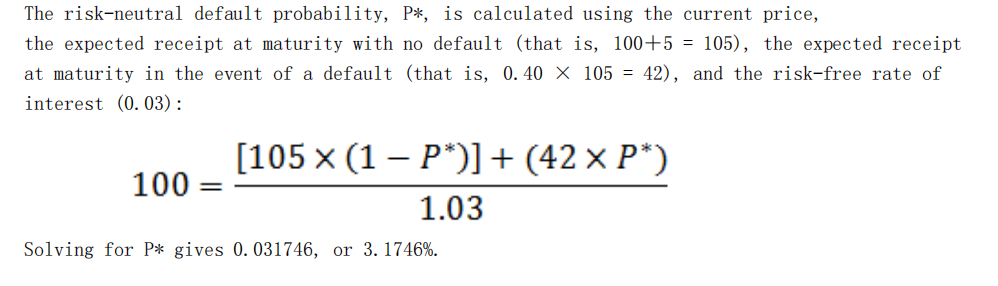 The risk-neutral default probability, P*, is calculated using the current price,
the expected receipt at maturity with no default (that is, 100+5 = 105), the expected receipt
at maturity in the event of a default (that is, 0.40 × 105 = 42), and the risk-free rate of
interest (0.03):
100 = [105 × (1 − P*)] + (42 × P*)
1.03
Solving for P* gives 0.031746, or 3.1746%.